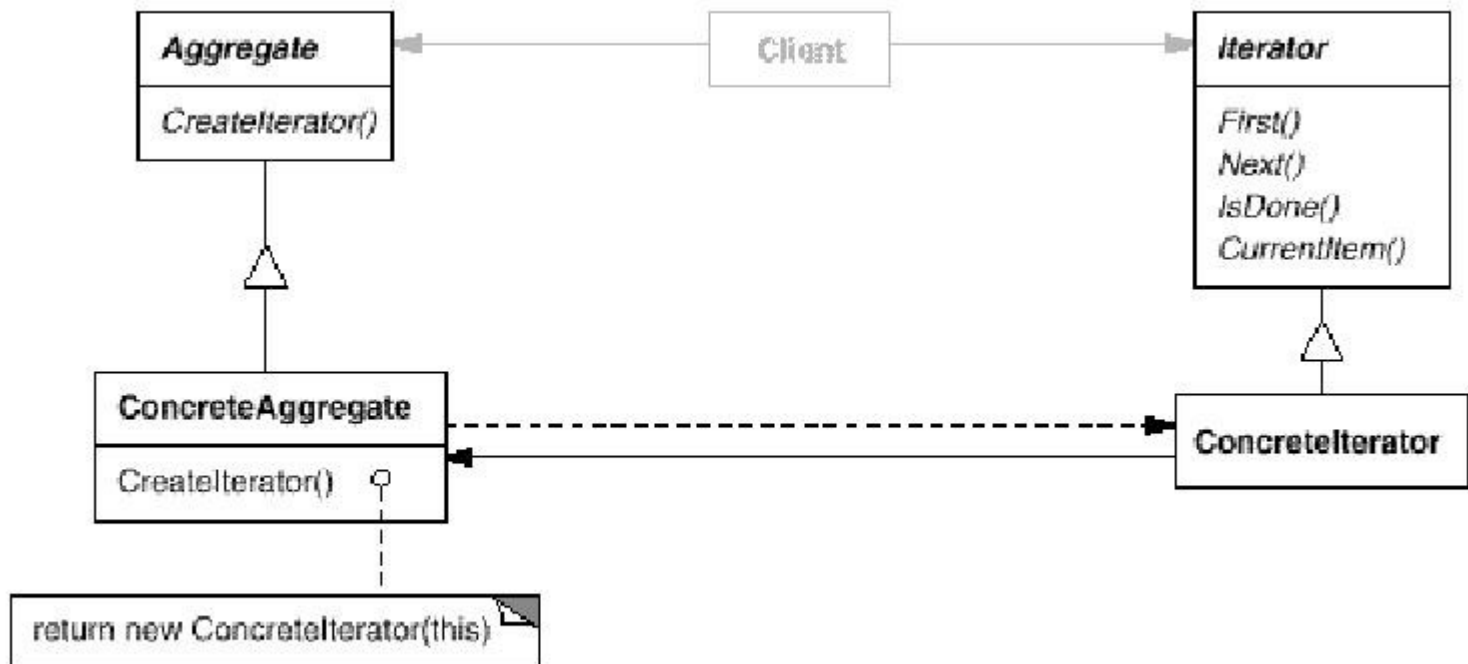 Aggregate
CreateIterator()
Client
Iterator
First()
Next()
IsDone()
CurrentItem()
ConcreteAggregate
CreateIterator()
ConcreteIterator
return new ConcreteIterator(this)